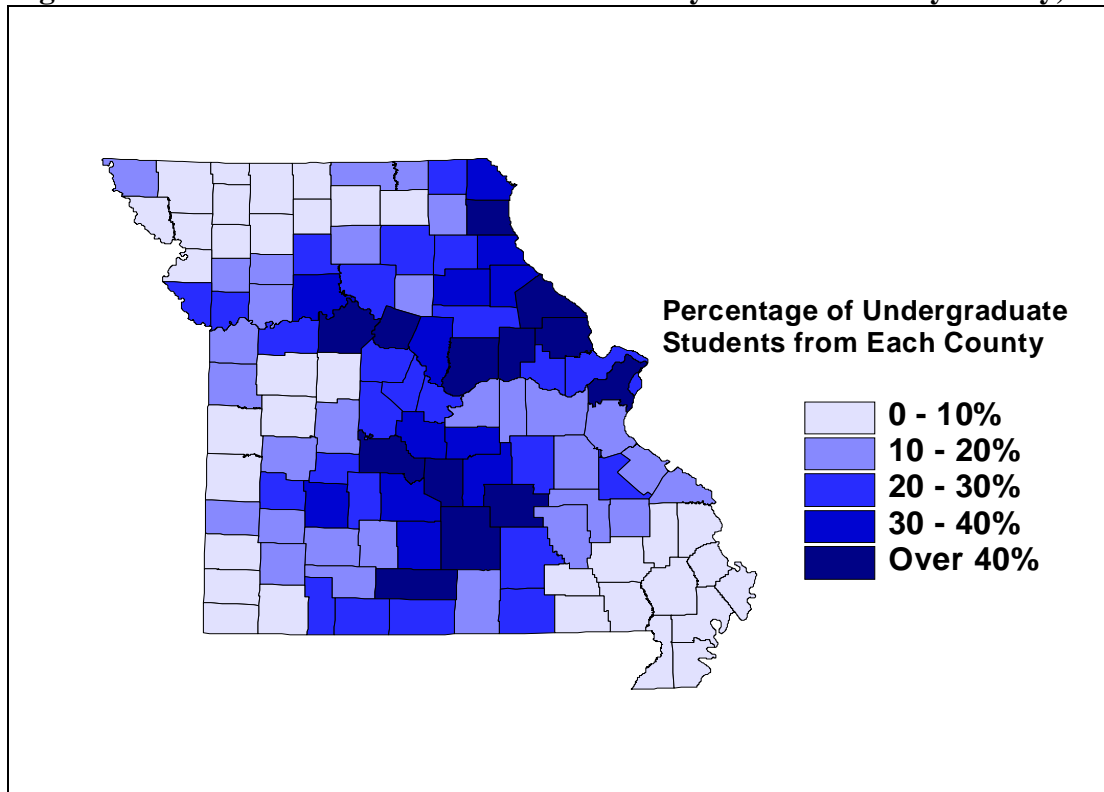 Percentage of Undergraduate
Students from Each County
0 - 10%
10 - 20%
20 - 30%
30 - 40%
Over 40%